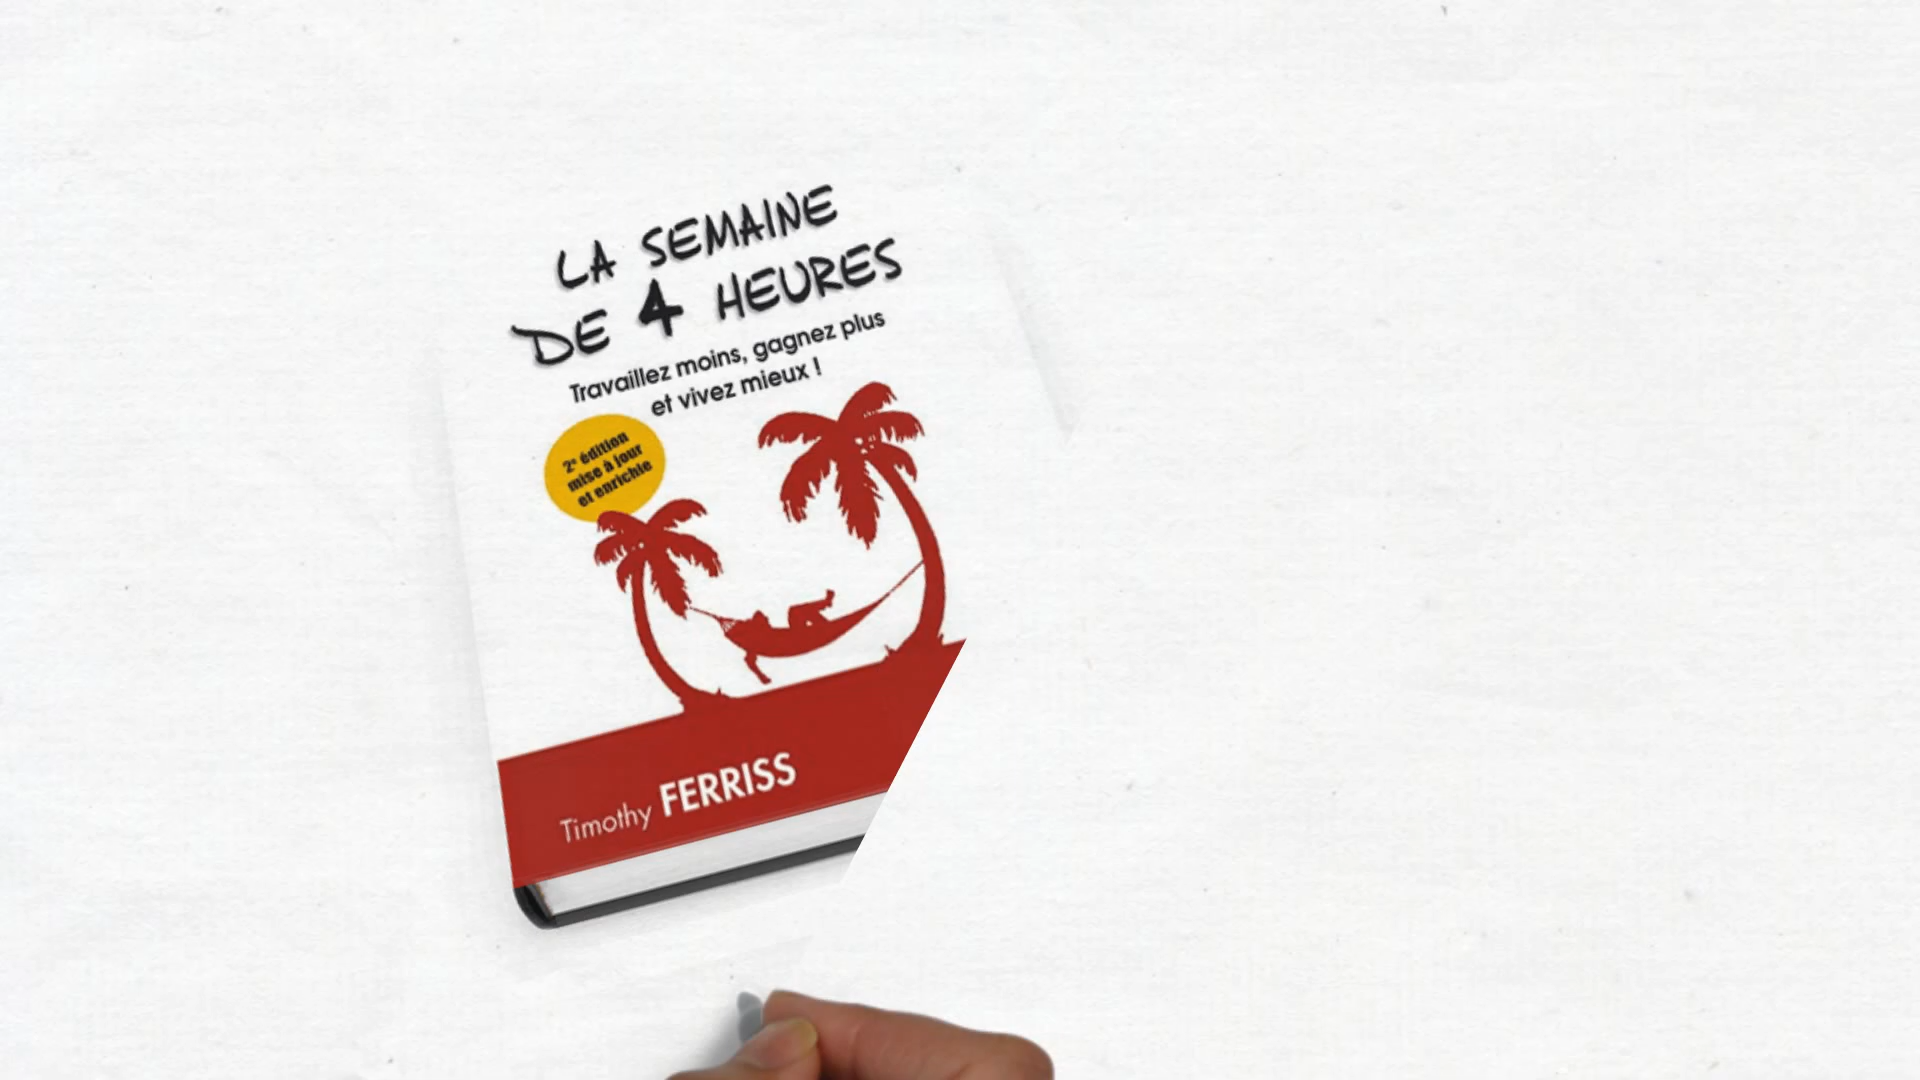 LA SEMAINE
DE 4 HEURES
Travaillez moins, gagnez plus
et vivez mieux !
2e édition
mise à jour
et enrichie
Timothy FERRISS